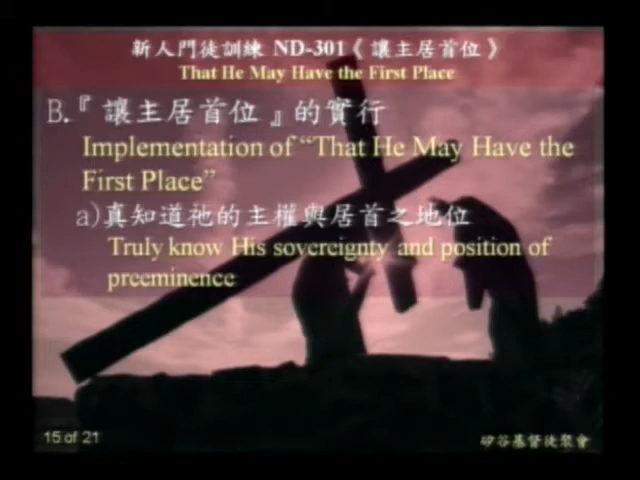 新人門徒訓練 ND-301《讓主居首位》
That He May Have the First Place
B.『讓主居首位』的實行
Implementation of “That He May Have the
First Place”
a)真知道祂的主權與居首之地位
Truly know His sovereignty and position of
preeminence
15 of 21
矽谷基督徒聚會